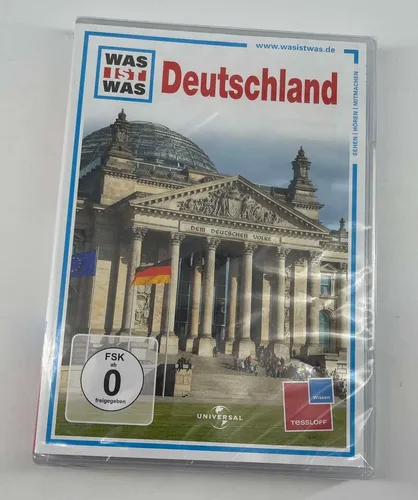 www.wasistwas.de
WAS
IST
WAS
Deutschland
SEHEN | HÖREN | MITMACHEN
DEM DEUTSCHEN VOLKE
FSK
ab
0
freigegeben
UNIVERSAL
Wissen
TESSLOFF